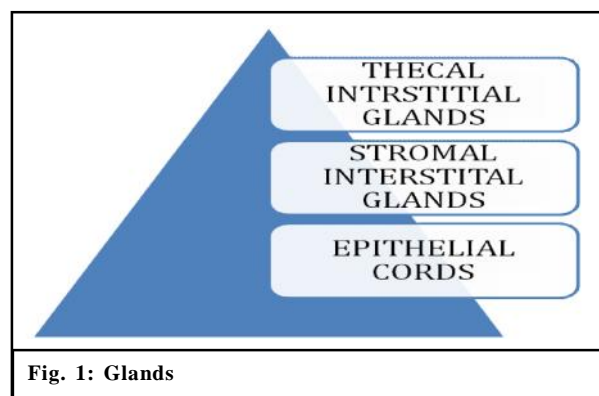 THECAL
INTRSTITIAL
GLANDS
STROMAL
INTERSTITAL
GLANDS
EPITHELIAL
CORDS
Fig. 1: Glands